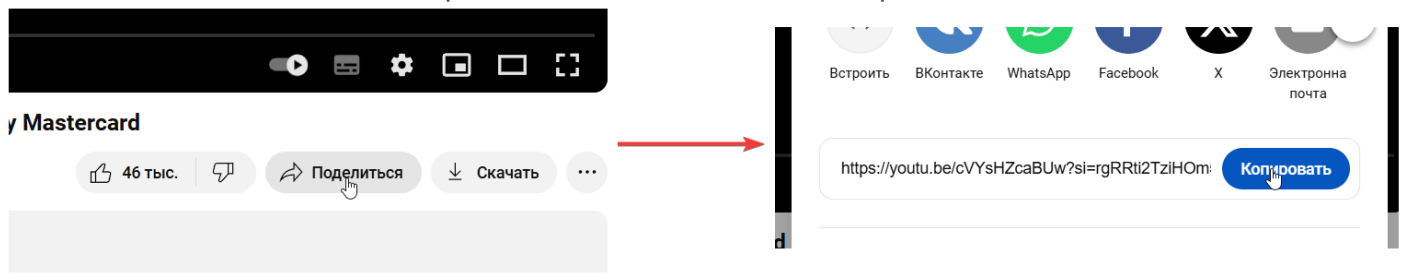 y Mastercard
46 тыс.
Поделиться
Скачать
Встроить
ВКонтакте
WhatsApp
Facebook
X
Электронна
почта
https://youtu.be/cVYsHZcaBUw?si=rgRRti2TziHOm
Копировать
d